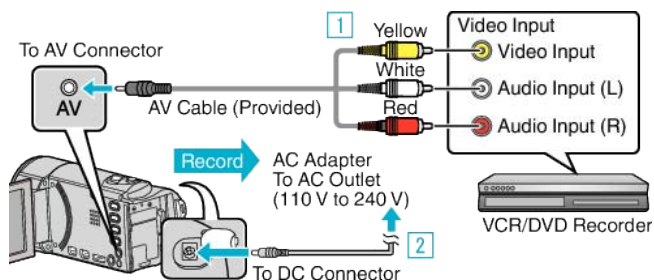 1
Yellow
White
Red
Video Input
Video Input
Audio Input (L)
Audio Input (R)
To AV Connector
AV
AV Cable (Provided)
Record
AC Adapter
To AC Outlet
(110 V to 240 V)
2
To DC Connector
VCR/DVD Recorder